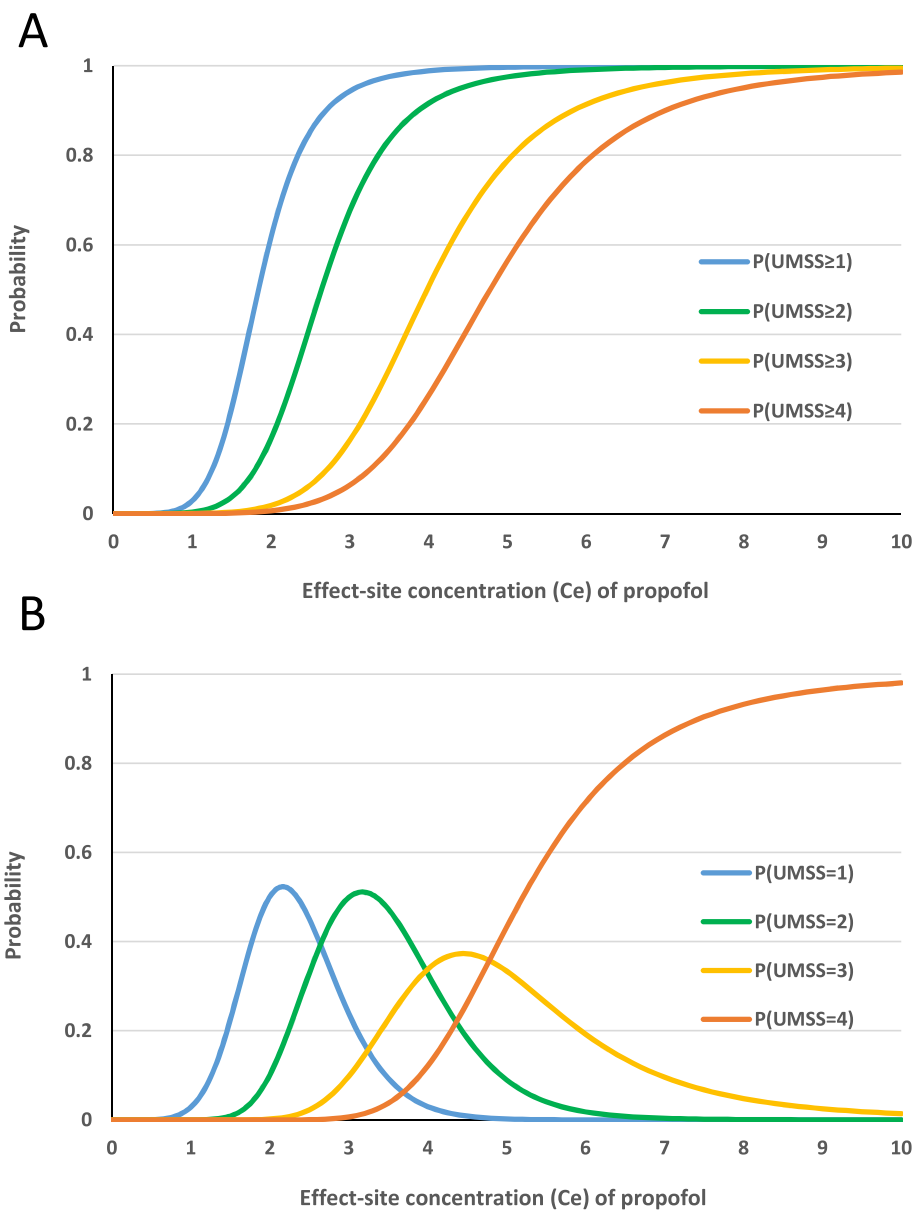 A
1
0.8
0.6
0.4
0.2
0
Probability
P(UMSS≥1)
P(UMSS≥2)
P(UMSS≥3)
P(UMSS≥4)
0 1 2 3 4 5 6 7 8 9 10
Effect-site concentration (Ce) of propofol
B
1
0.8
0.6
0.4
0.2
0
Probability
P(UMSS=1)
P(UMSS=2)
P(UMSS=3)
P(UMSS=4)
0 1 2 3 4 5 6 7 8 9 10
Effect-site concentration (Ce) of propofol